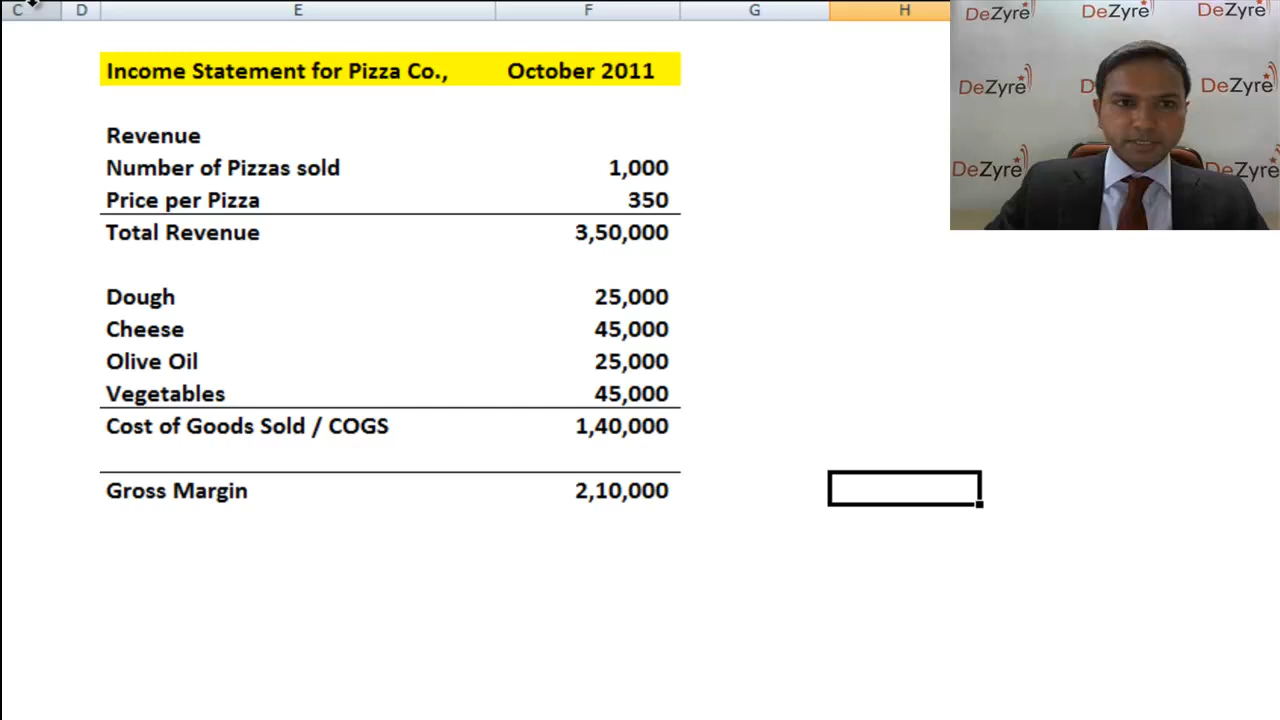 C D E F G H
Income Statement for Pizza Co., October 2011
Revenue
Number of Pizzas sold 1,000
Price per Pizza 350
Total Revenue 3,50,000
Dough 25,000
Cheese 45,000
Olive Oil 25,000
Vegetables 45,000
Cost of Goods Sold / COGS 1,40,000
Gross Margin 2,10,000
DeZyre DeZyre DeZyre
DeZyre D DeZyre
DeZyre DeZyre